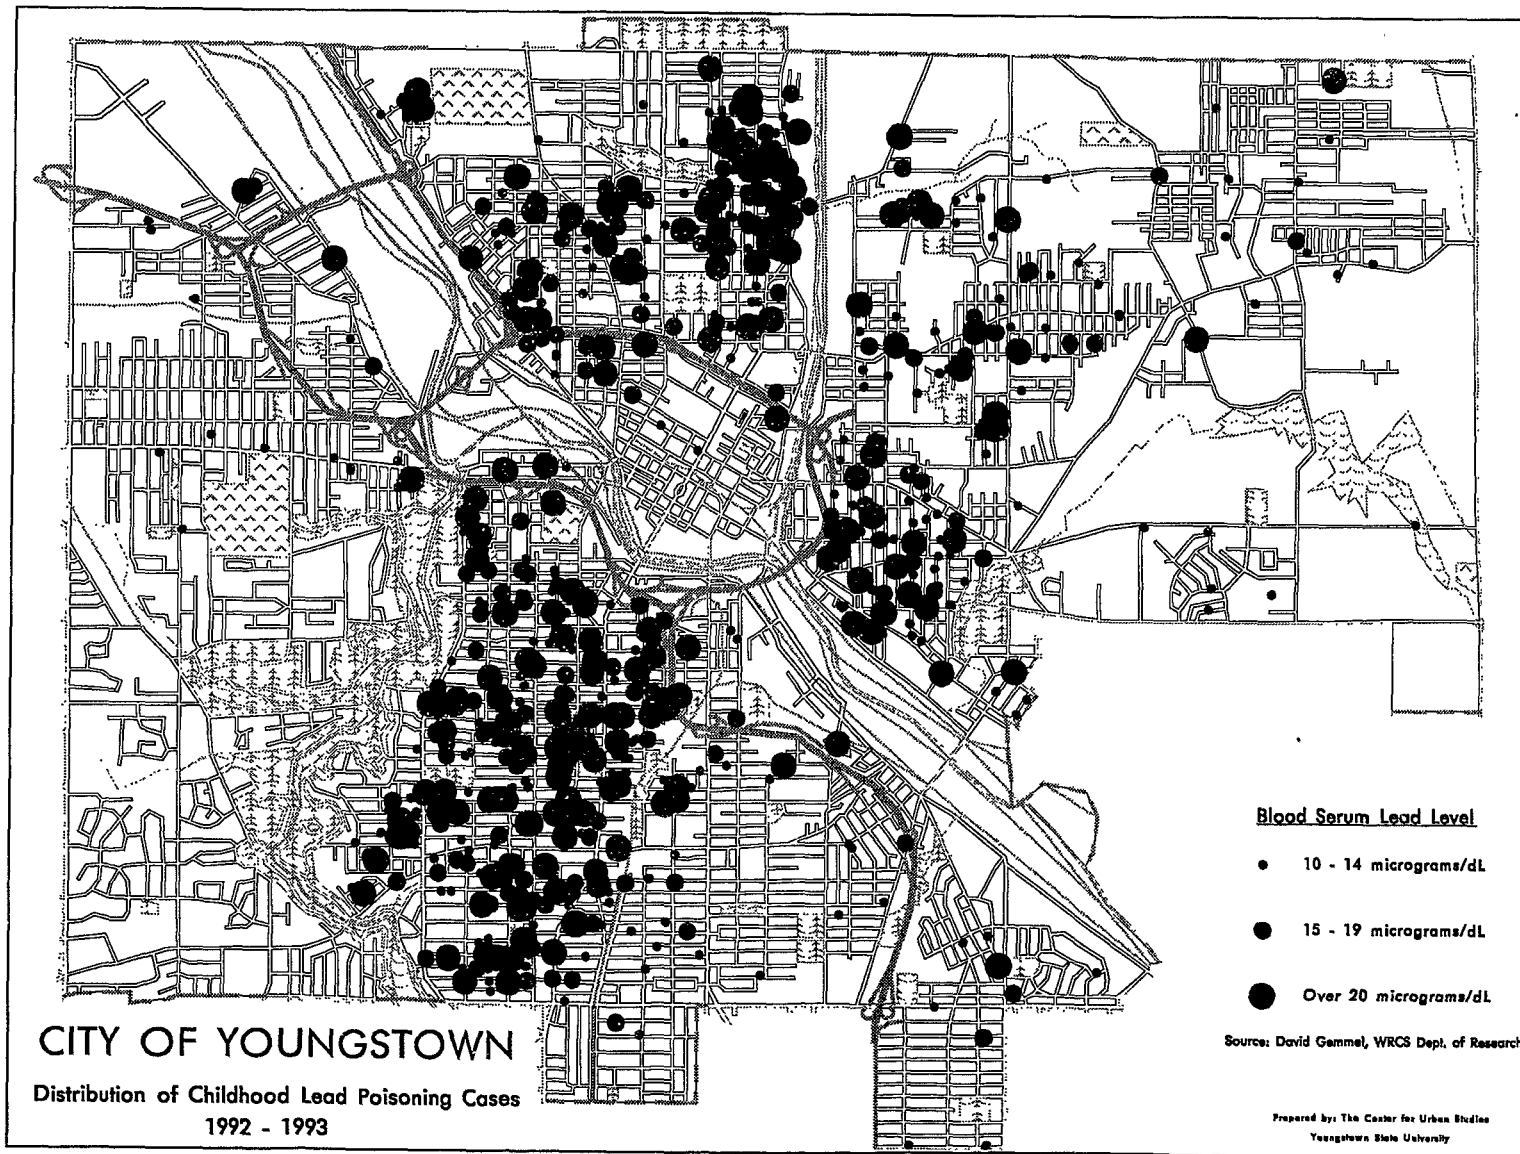 CITY OF YOUNGSTOWN
Distribution of Childhood Lead Poisoning Cases
1992 - 1993
Blood Serum Lead Level
10 - 14 micrograms/dL
15 - 19 micrograms/dL
Over 20 micrograms/dL
Source: David Gemmel, WRCS Dept. of Research
Prepared by: The Center for Urban Studies
Youngstown State University